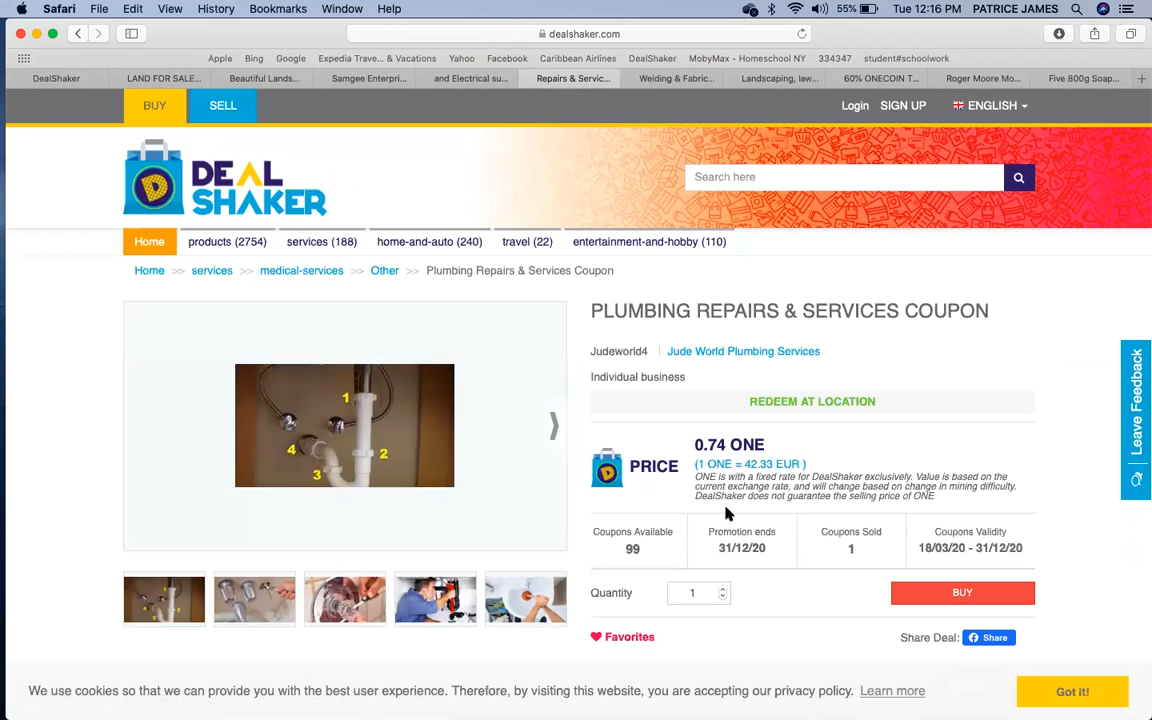 Safari File Edit View History Bookmarks Window Help 55% Tue 12:16 PM PATRICE JAMES
dealshaker.com
Apple Bing Google Expedia Trave... & Vacations Yahoo Facebook Caribbean Airlines DealShaker MobyMax - Homeschool NY 334347 student#schoolwork
DealShaker LAND FOR SALE... Beautiful Lands... Samgee Enterpri... and Electrical su... Repairs & Servic... Welding & Fabric... Landscaping, law... 60% ONECOIN T... Roger Moore Mo... Five 800g Soap...
BUY SELL Login SIGN UP ENGLISH
DEAL SHAKER
Search here
Home products (2754) services (188) home-and-auto (240) travel (22) entertainment-and-hobby (110)
Home >> services >> medical-services >> Other >> Plumbing Repairs & Services Coupon
PLUMBING REPAIRS & SERVICES COUPON
Judeworld4 | Jude World Plumbing Services
Individual business
REDEEM AT LOCATION
1
2
3
4
PRICE
0.74 ONE
(1 ONE = 42.33 EUR )
ONE is with a fixed rate for DealShaker exclusively. Value is based on the
current exchange rate, and will change based on change in mining difficulty.
DealShaker does not guarantee the selling price of ONE
Coupons Available Promotion ends Coupons Sold Coupons Validity
99 31/12/20 1 18/03/20 - 31/12/20
Quantity 1 BUY
Favorites Share Deal: Share
Leave Feedback
We use cookies so that we can provide you with the best user experience. Therefore, by visiting this website, you are accepting our privacy policy. Learn more Got it!